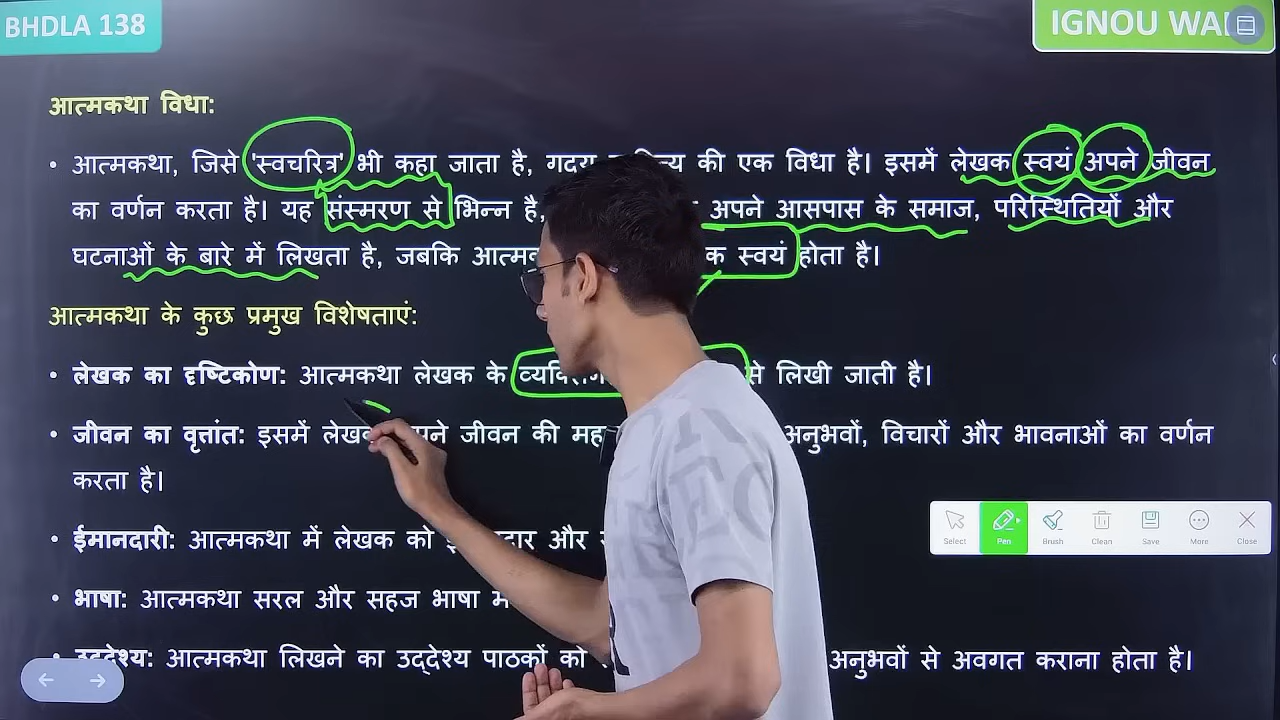 BHDLA 138
IGNOU WA
आत्मकथा विधा:
• आत्मकथा, जिसे 'स्वचरित्र' भी कहा जाता है, गद्य की एक विधा है। इसमें लेखक स्वयं अपने जीवन
का वर्णन करता है। यह संस्मरण से भिन्न है, अपने आसपास के समाज, परिस्थितियों और
घटनाओं के बारे में लिखता है, जबकि स्वयं होता है।
आत्मकथा के कुछ प्रमुख विशेषताएं:
• लेखक का दृष्टिकोण: आत्मकथा लेखक के से लिखी जाती है।
• जीवन का वृत्तांत: इसमें जीवन की अनुभवों, विचारों और भावनाओं का वर्णन
करता है।
• ईमानदारी: आत्मकथा में लेखक को और
• भाषा: आत्मकथा सरल और सहज भाषा
• उद्देश्य: आत्मकथा लिखने का उद्देश्य पाठकों को अनुभवों से अवगत कराना होता है।
Select Pen Brush Clean Save More Close